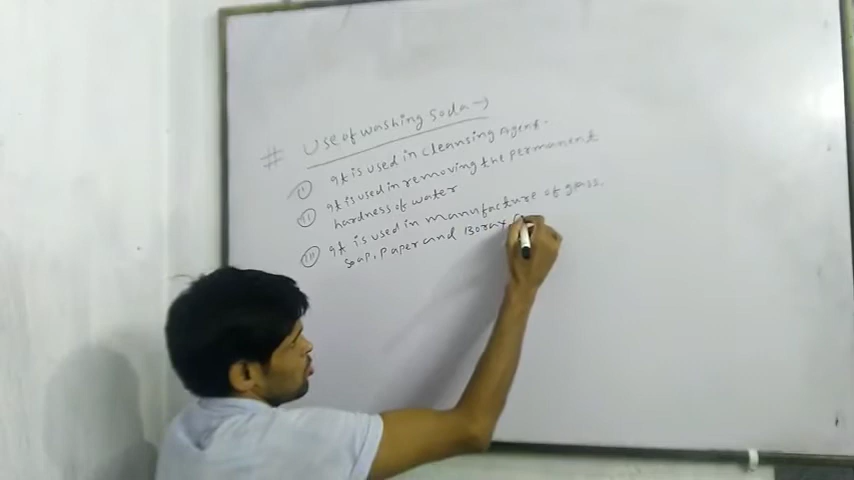 # Use of washing soda →
(i) It is used in cleansing Agent.
(ii) It is used in removing the permanent
hardness of water
(iii) It is used in manufacture of glass,
soap, paper and Borax